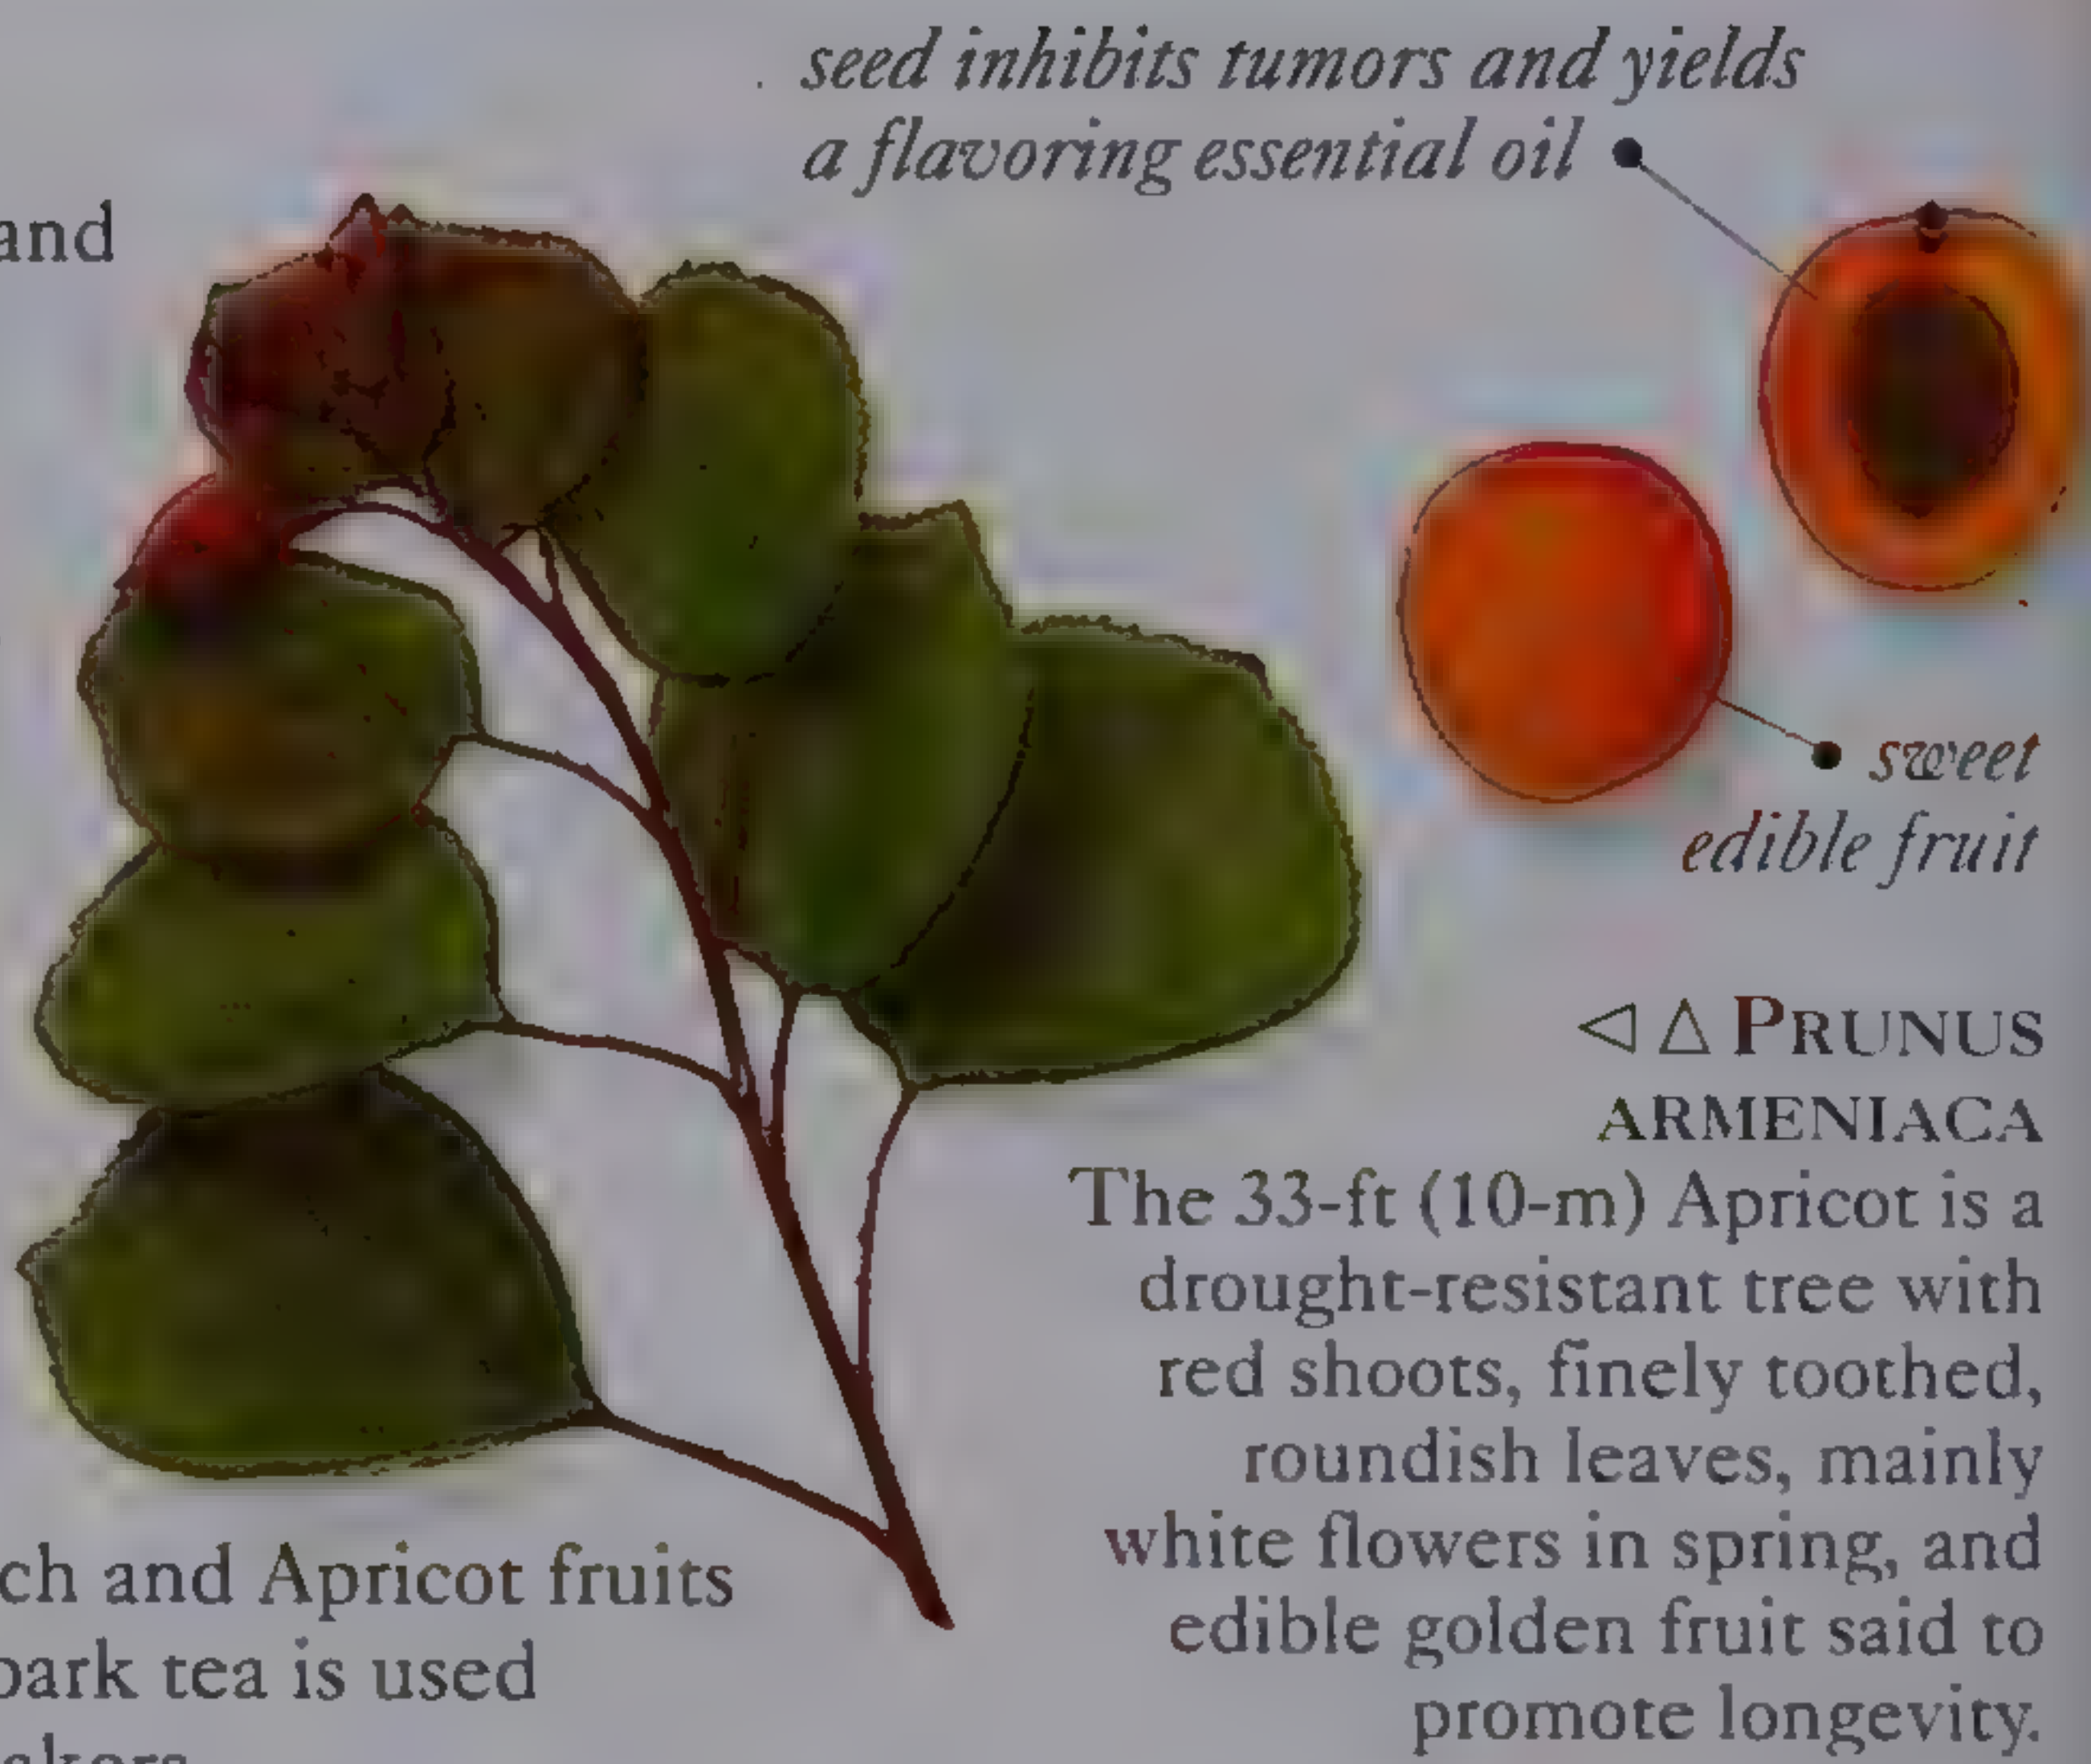 seed inhibits tumors and yields
a flavoring essential oil
and
sweet
edible fruit
◁ △ PRUNUS
ARMENIACA
The 33-ft (10-m) Apricot is a
drought-resistant tree with
red shoots, finely toothed,
roundish leaves, mainly
white flowers in spring, and
edible golden fruit said to
promote longevity.
ch and Apricot fruits
bark tea is used